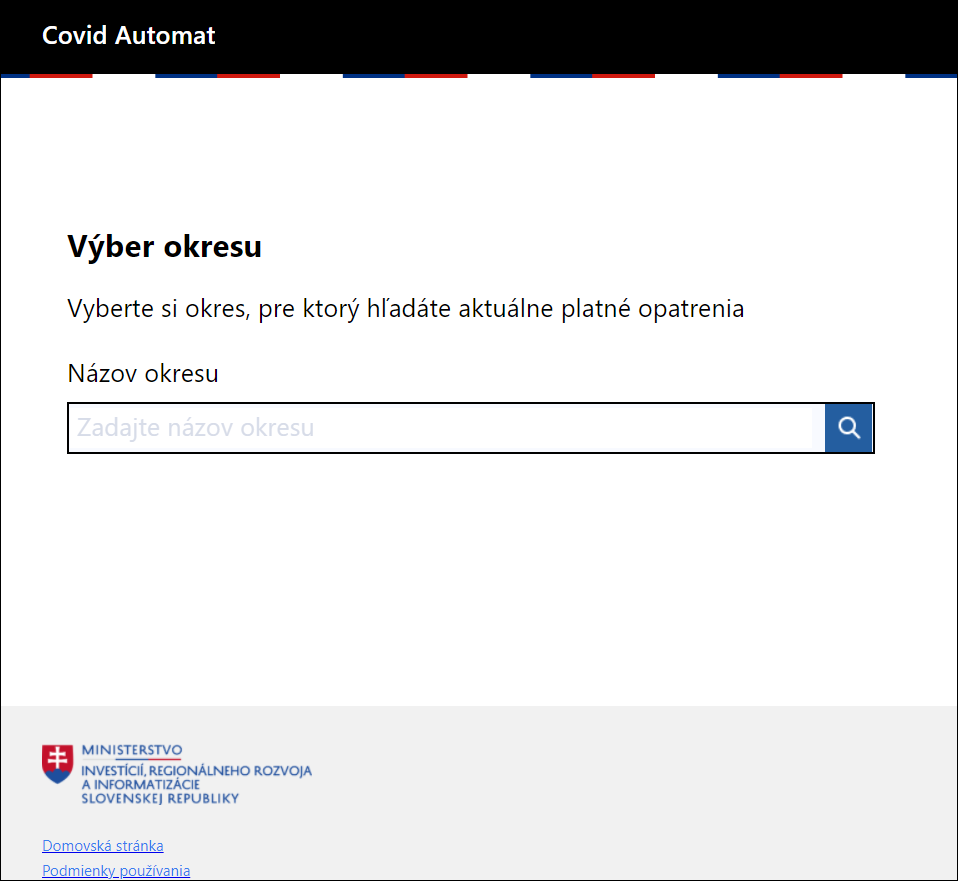 Covid Automat
Výber okresu
Vyberte si okres, pre ktorý hľadáte aktuálne platné opatrenia
Názov okresu
Zadajte názov okresu
MINISTERSTVO
INVESTÍCIÍ, REGIONÁLNEHO ROZVOJA
A INFORMATIZÁCIE
SLOVENSKEJ REPUBLIKY
Domovská stránka
Podmienky používania